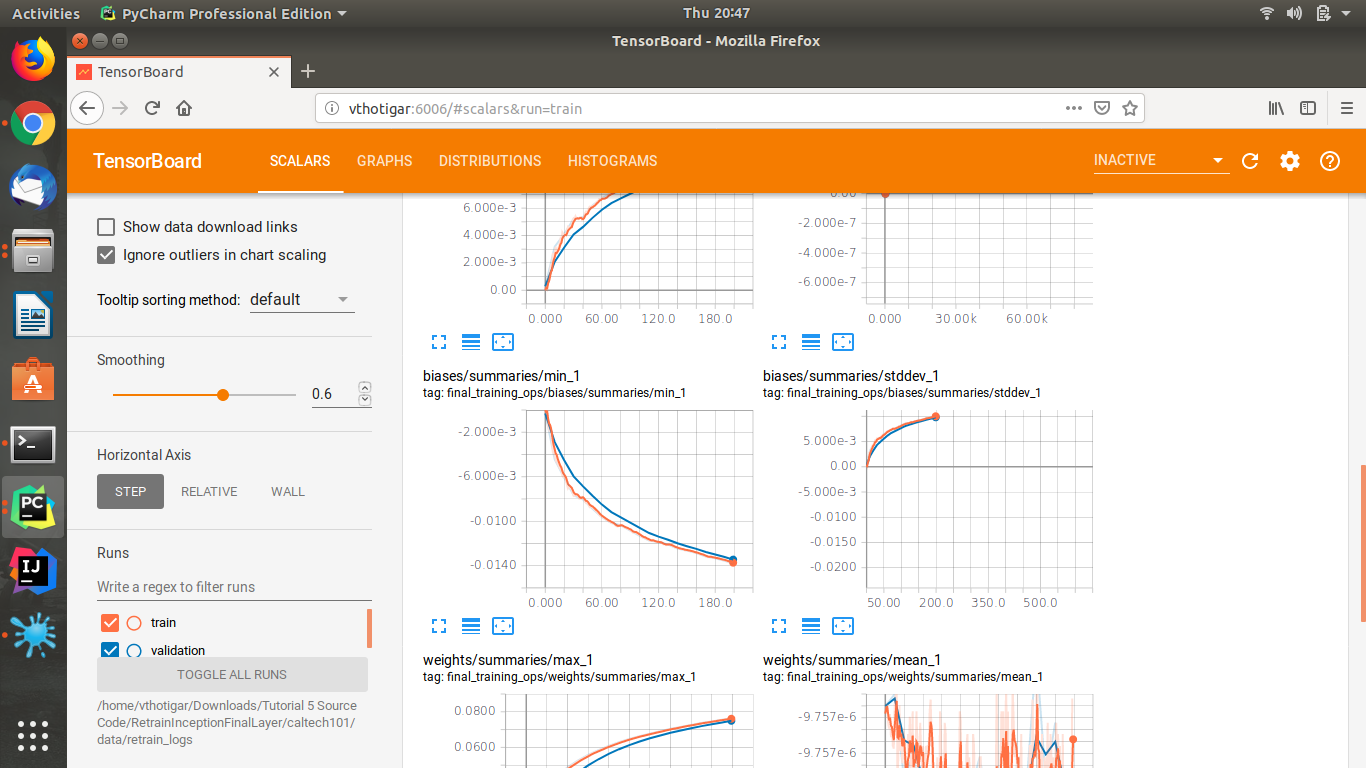 Activities PyCharm Professional Edition Thu 20:47
TensorBoard - Mozilla Firefox
TensorBoard
vthotigar:6006/#scalars&run=train
TensorBoard SCALARS GRAPHS DISTRIBUTIONS HISTOGRAMS INACTIVE
Show data download links
Ignore outliers in chart scaling
Tooltip sorting method: default
Smoothing
0.6
Horizontal Axis
STEP RELATIVE WALL
Runs
Write a regex to filter runs
train
validation
TOGGLE ALL RUNS
/home/vthotigar/Downloads/Tutorial 5 Source
Code/RetrainInceptionFinalLayer/caltech101/
data/retrain_logs
6.000e-3
4.000e-3
2.000e-3
0.00
0.000 60.00 120.0 180.0
0.00
-2.000e-7
-4.000e-7
-6.000e-7
0.000 30.00k 60.00k
biases/summaries/min_1
tag: final_training_ops/biases/summaries/min_1
-2.000e-3
-6.000e-3
-0.0100
-0.0140
0.000 60.00 120.0 180.0
biases/summaries/stddev_1
tag: final_training_ops/biases/summaries/stddev_1
5.000e-3
0.00
-5.000e-3
-0.0100
-0.0150
-0.0200
50.00 200.0 350.0 500.0
weights/summaries/max_1
tag: final_training_ops/weights/summaries/max_1
0.0800
0.0600
weights/summaries/mean_1
tag: final_training_ops/weights/summaries/mean_1
-9.757e-6
-9.757e-6
PC
IJ